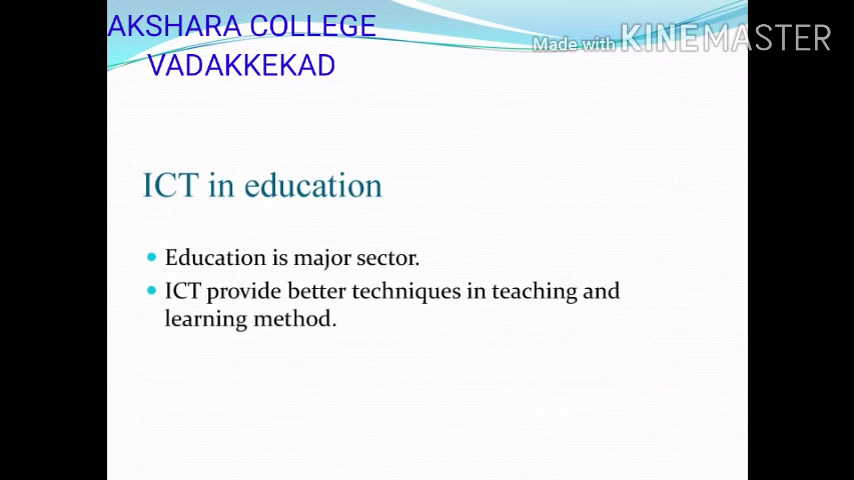 AKSHARA COLLEGE
VADAKKEKAD
Made with KINEMASTER
ICT in education
• Education is major sector.
• ICT provide better techniques in teaching and
learning method.